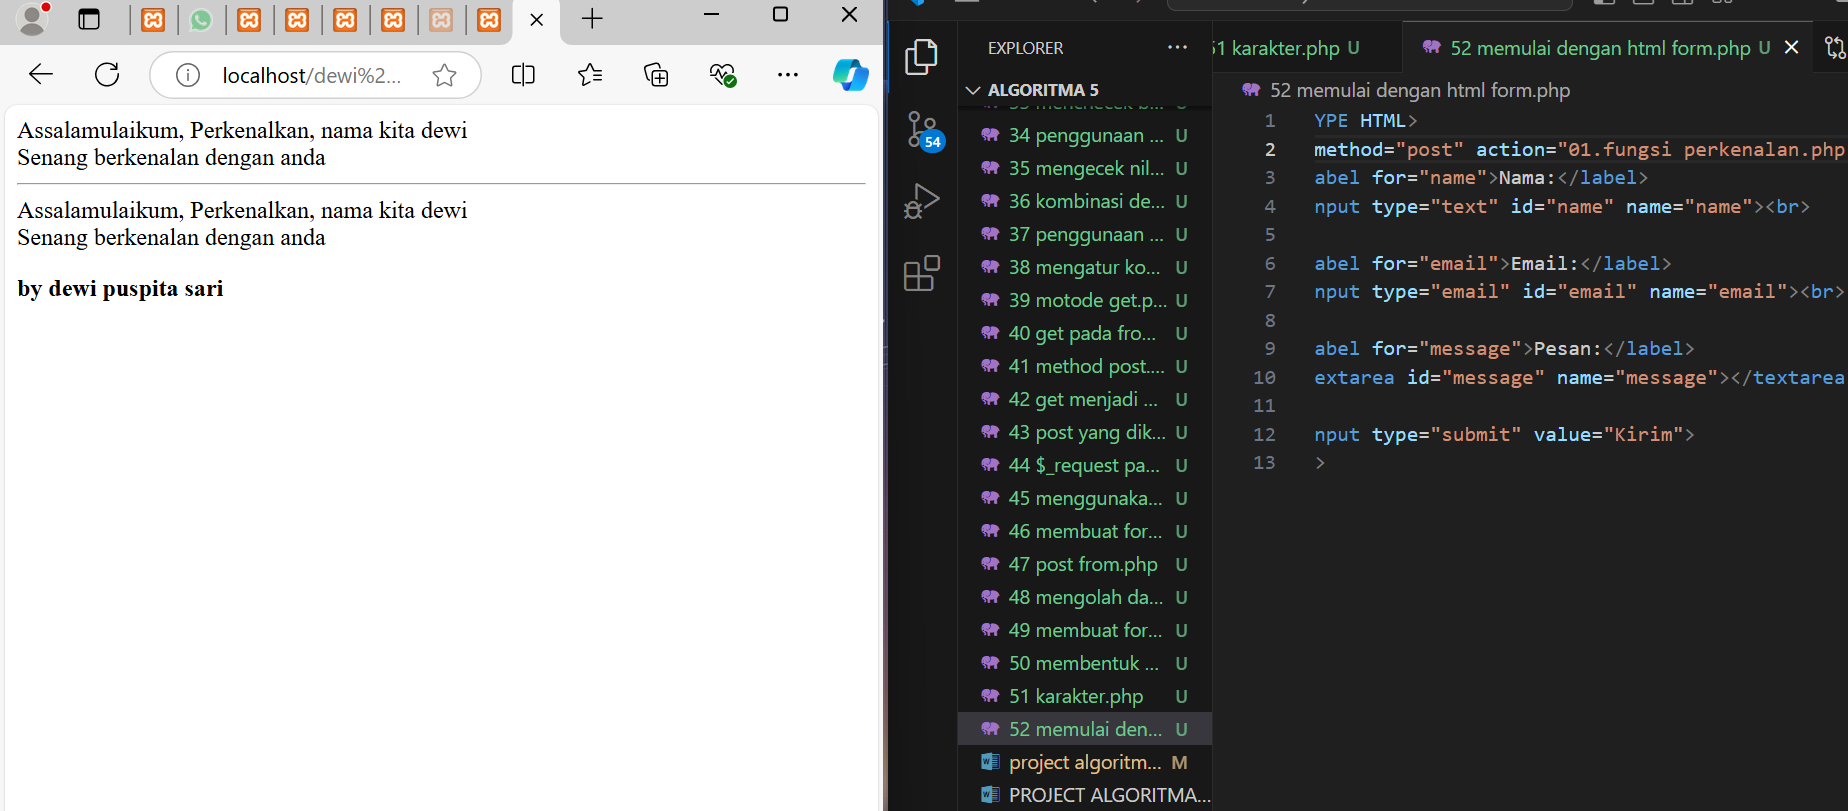 localhost/dewi%2...
Assalamulaikum, Perkenalkan, nama kita dewi
Senang berkenalan dengan anda
Assalamulaikum, Perkenalkan, nama kita dewi
Senang berkenalan dengan anda
by dewi puspita sari
54
EXPLORER
ALGORITMA 5
34 penggunaan ... U
35 mengecek nil... U
36 kombinasi de... U
37 penggunaan ... U
38 mengatur ko... U
39 motode get.p... U
40 get pada fro... U
41 method post.... U
42 get menjadi ... U
43 post yang dik... U
44 $_request pa... U
45 menggunaka... U
46 membuat for... U
47 post from.php U
48 mengolah da... U
49 membuat for... U
50 membentuk ... U
51 karakter.php U
52 memulai den... U
project algoritm... M
PROJECT ALGORITMA...
51 karakter.php U
52 memulai dengan html form.php U
52 memulai dengan html form.php
1 YPE HTML>
2 method="post" action="01.fungsi perkenalan.php
3 abel for="name">Nama:</label>
4 nput type="text" id="name" name="name"><br>
5
6 abel for="email">Email:</label>
7 nput type="email" id="email" name="email"><br>
8
9 abel for="message">Pesan:</label>
10 extarea id="message" name="message"></textarea
11
12 nput type="submit" value="Kirim">
13 >